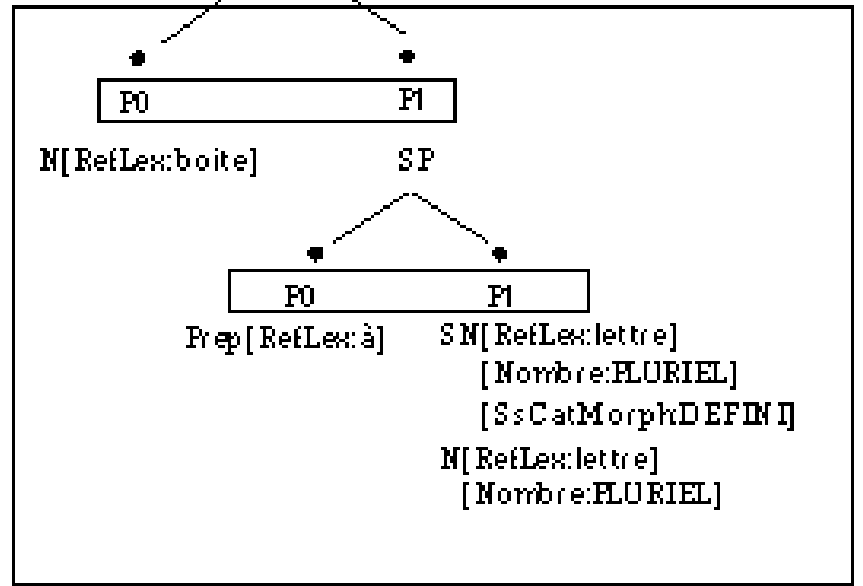 P0 P1
N[RefLex:boite] SP
P0 P1
Prep[RefLex:à] SN[RefLex:lettre]
[Nombre:PLURIEL]
[SsCatMorph:DEFINI]
N[RefLex:lettre]
[Nombre:PLURIEL]